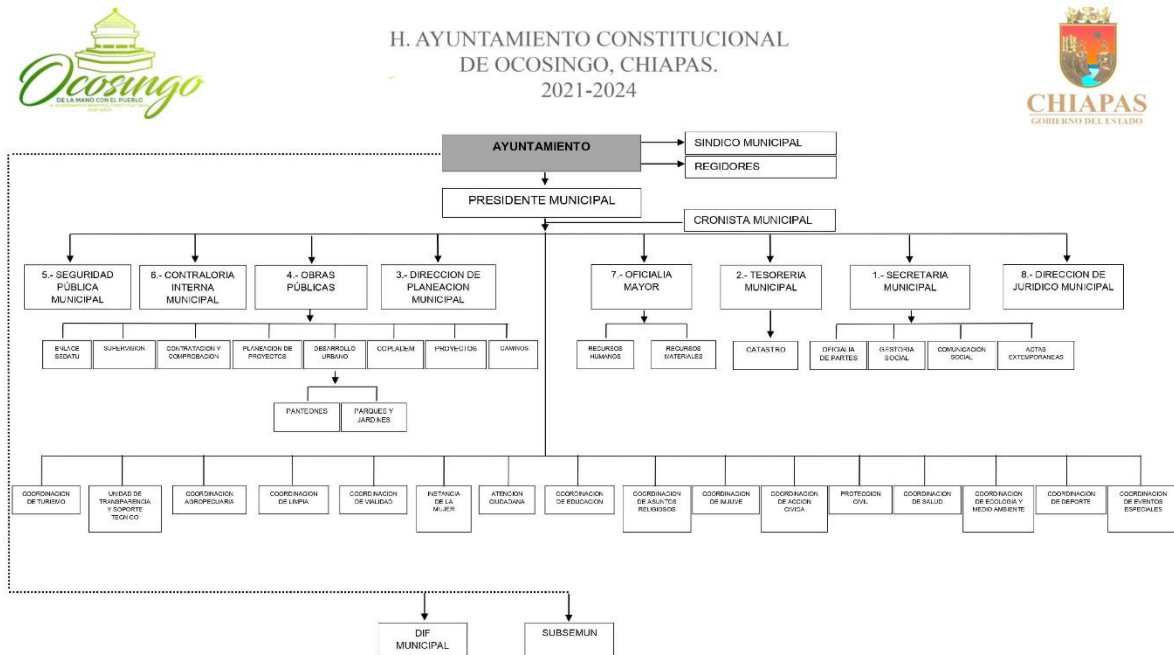 Ocosingo
DE LA MANO CON EL PUEBLO
H. AYUNTAMIENTO CONSTITUCIONAL
DE OCOSINGO, CHIAPAS.
2021-2024
CHIAPAS
GOBIERNO DEL ESTADO
AYUNTAMIENTO
SINDICO MUNICIPAL
REGIDORES
PRESIDENTE MUNICIPAL
CRONISTA MUNICIPAL
5.- SEGURIDAD
PÚBLICA
MUNICIPAL
6.- CONTRALORIA
INTERNA
MUNICIPAL
4.- OBRAS
PÚBLICAS
3.- DIRECCION DE
PLANEACION
MUNICIPAL
7.- OFICIALIA
MAYOR
2.- TESORERIA
MUNICIPAL
1.- SECRETARIA
MUNICIPAL
8.- DIRECCION DE
JURIDICO MUNICIPAL
ENLACE
SEDATU
SUPERVISION
CONTRATACION Y
COMPROBACION
PLANEACION DE
PROYECTOS
DESARROLLO
URBANO
COPLADEM
PROYECTOS
CAMINOS
RECURSOS
HUMANOS
RECURSOS
MATERIALES
CATASTRO
OFICIALIA
DE PARTES
GESTORIA
SOCIAL
COMUNICACIÓN
SOCIAL
ACTAS
EXTEMPORANEAS
PANTEONES
PARQUES Y
JARDINES
COORDINACION
DE TURISMO
UNIDAD DE
TRANSPARENCIA
Y SOPORTE
TECNICO
COORDINACION
AGROPECUARIA
COORDINACION
DE LIMPIA
COORDINACION
DE VIALIDAD
INSTANCIA
DE LA
MUJER
ATENCION
CIUDADANA
COORDINACION
DE EDUCACION
COORDINACION
DE ASUNTOS
RELIGIOSOS
COORDINACION
DE IMJUVE
COORDINACION
DE ACCION
CIVICA
PROTECCION
CIVIL
COORDINACION
DE SALUD
COORDINACION
DE ECOLOGIA Y
MEDIO AMBIENTE
COORDINACION
DE DEPORTE
COORDINACION
DE EVENTOS
ESPECIALES
DIF
MUNICIPAL
SUBSEMUN